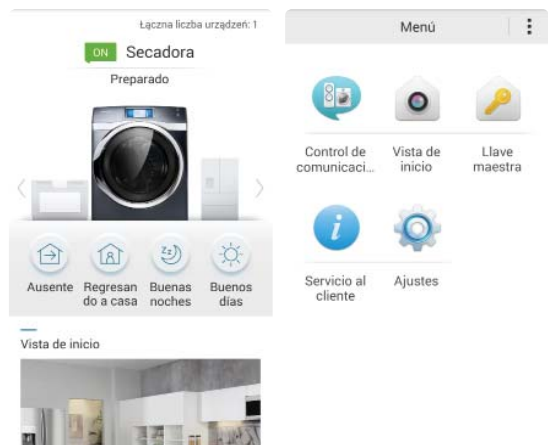 Łączna liczba urządzeń: 1
ON Secadora
Preparado
Ausente
Regresan
do a casa
Buenas
noches
Buenos
días
Vista de inicio
Menú
Control de
comunicaci...
Vista de
inicio
Llave
maestra
Servicio al
cliente
Ajustes